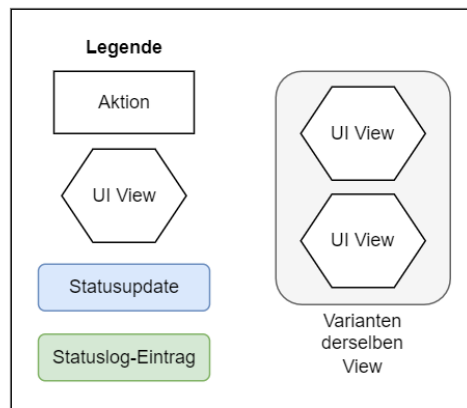 Legende
Aktion
UI View
Statusupdate
Statuslog-Eintrag
UI View
UI View
Varianten
derselben
View